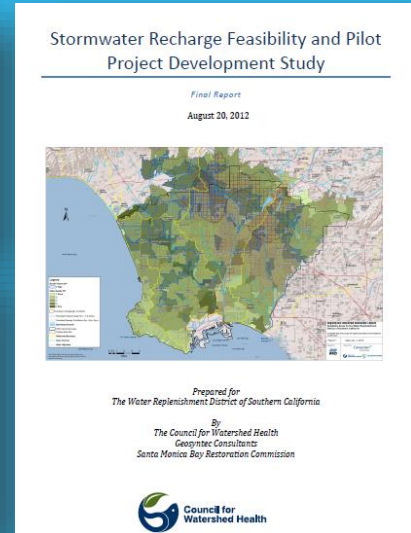 Stormwater Recharge Feasibility and Pilot
Project Development Study
Final Report
August 20, 2012
Prepared for
The Water Replenishment District of Southern California
By
The Council for Watershed Health
Geosyntec Consultants
Santa Monica Bay Restoration Commission
Council for
Watershed Health